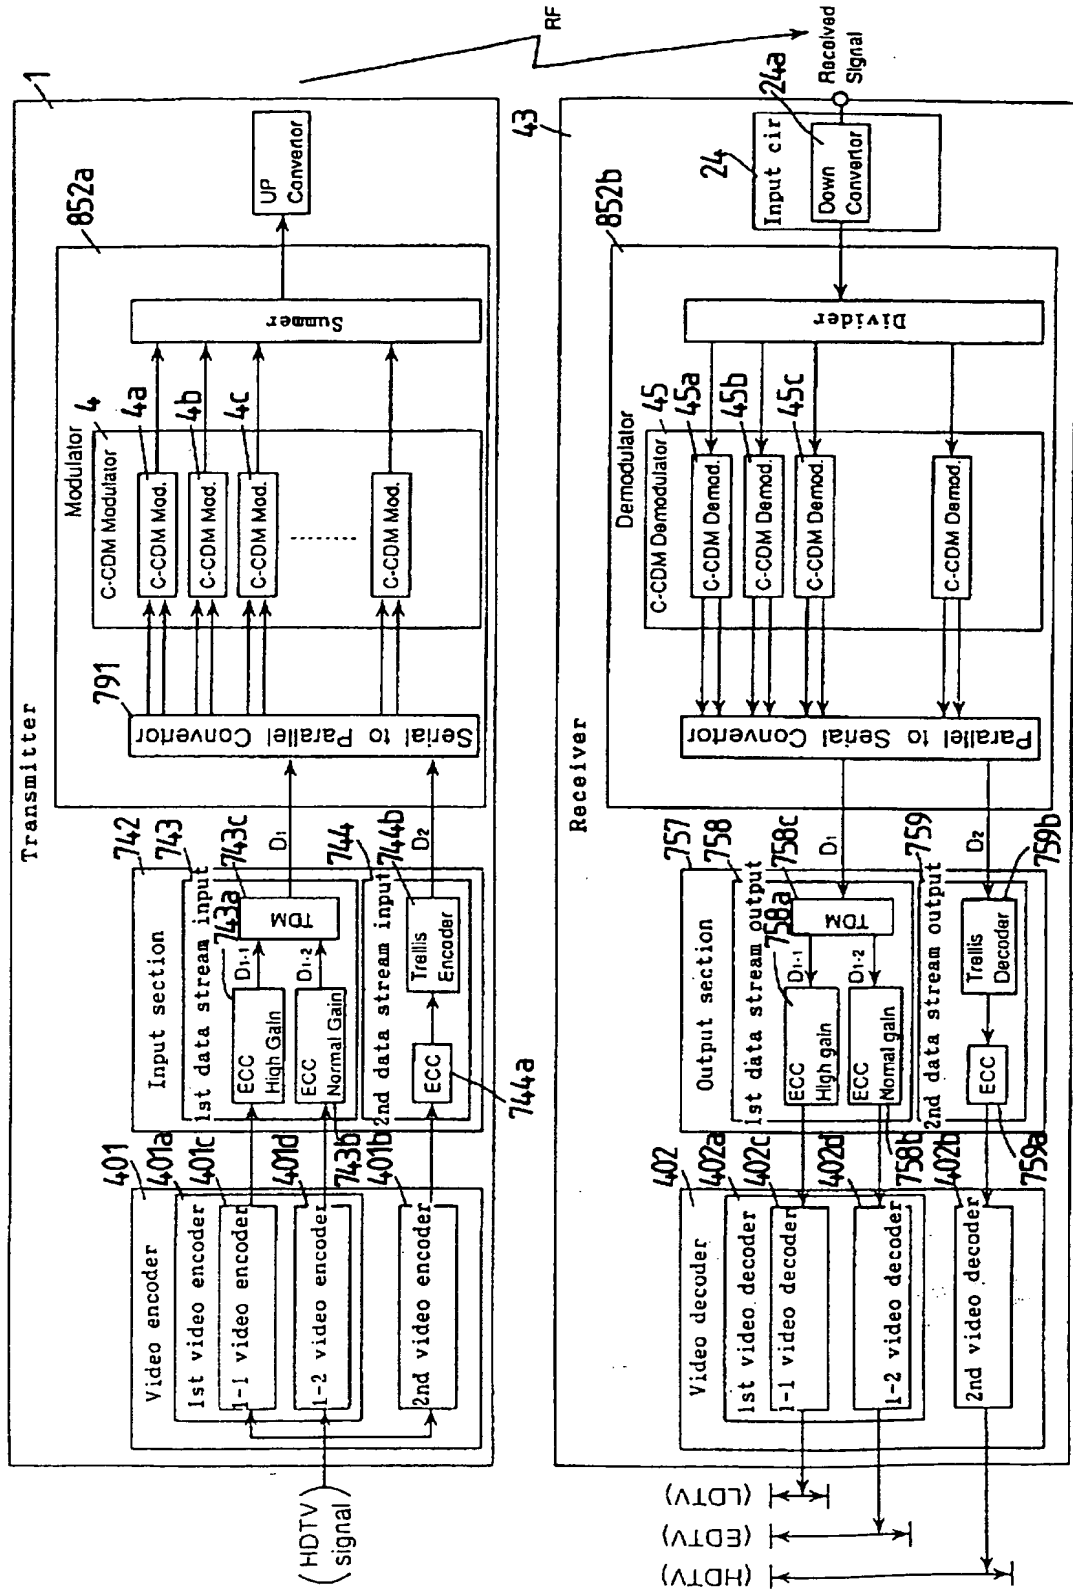 Transmitter
1
(HDTV signal)
Video encoder
401
1st video encoder
401a
1-1 video encoder
401c
1-2 video encoder
401d
2nd video encoder
401b
Input section
742
1st data stream input
743
743a
ECC
High Gain
D1-1
743b
ECC
Normal Gain
D1-2
743c
TDM
2nd data stream input
744
744a
ECC
744b
Trellis
Encoder
D1
D2
Modulator
852a
791
Serial to Parallel Convertor
C-CDM Modulator
4
C-CDM Mod.
4a
C-CDM Mod.
4b
C-CDM Mod.
4c
C-CDM Mod.
Summer
UP
Convertor
RF
Receiver
43
Received
Signal
Input cir
24
24a
Down
Convertor
Demodulator
852b
Divider
C-CDM Demodulator
45
C-CDM Demod.
45a
C-CDM Demod.
45b
C-CDM Demod.
45c
C-CDM Demod.
Parallel to Serial Convertor
D1
D2
Output section
757
1st data stream output
758
758c
TDM
D1-1
D1-2
758a
ECC
High gain
758b
ECC
Normal gain
2nd data stream output
759
Trellis
Decoder
759b
ECC
759a
Video decoder
402
1st video decoder
402a
1-1 video decoder
402c
1-2 video decoder
402d
2nd video decoder
402b
(LDTV)
(EDTV)
(HDTV)